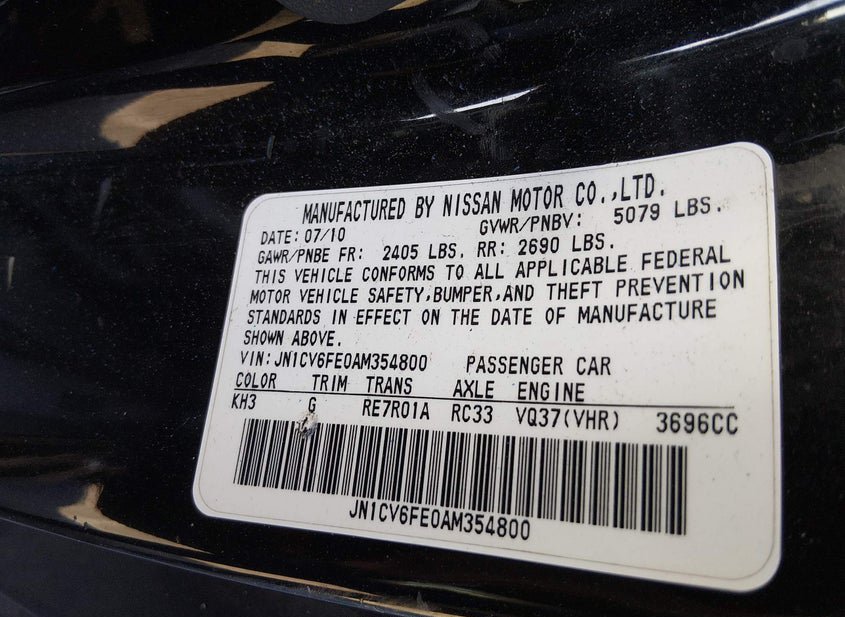 MANUFACTURED BY NISSAN MOTOR CO.,LTD.
DATE: 07/10 GVWR/PNBV: 5079 LBS.
GAWR/PNBE FR: 2405 LBS. RR: 2690 LBS.
THIS VEHICLE CONFORMS TO ALL APPLICABLE FEDERAL
MOTOR VEHICLE SAFETY,BUMPER,AND THEFT PREVENTION
STANDARDS IN EFFECT ON THE DATE OF MANUFACTURE
SHOWN ABOVE.
VIN: JN1CV6FE0AM354800 PASSENGER CAR
COLOR TRIM TRANS AXLE ENGINE
KH3 G RE7R01A RC33 VQ37(VHR) 3696CC
JN1CV6FE0AM354800